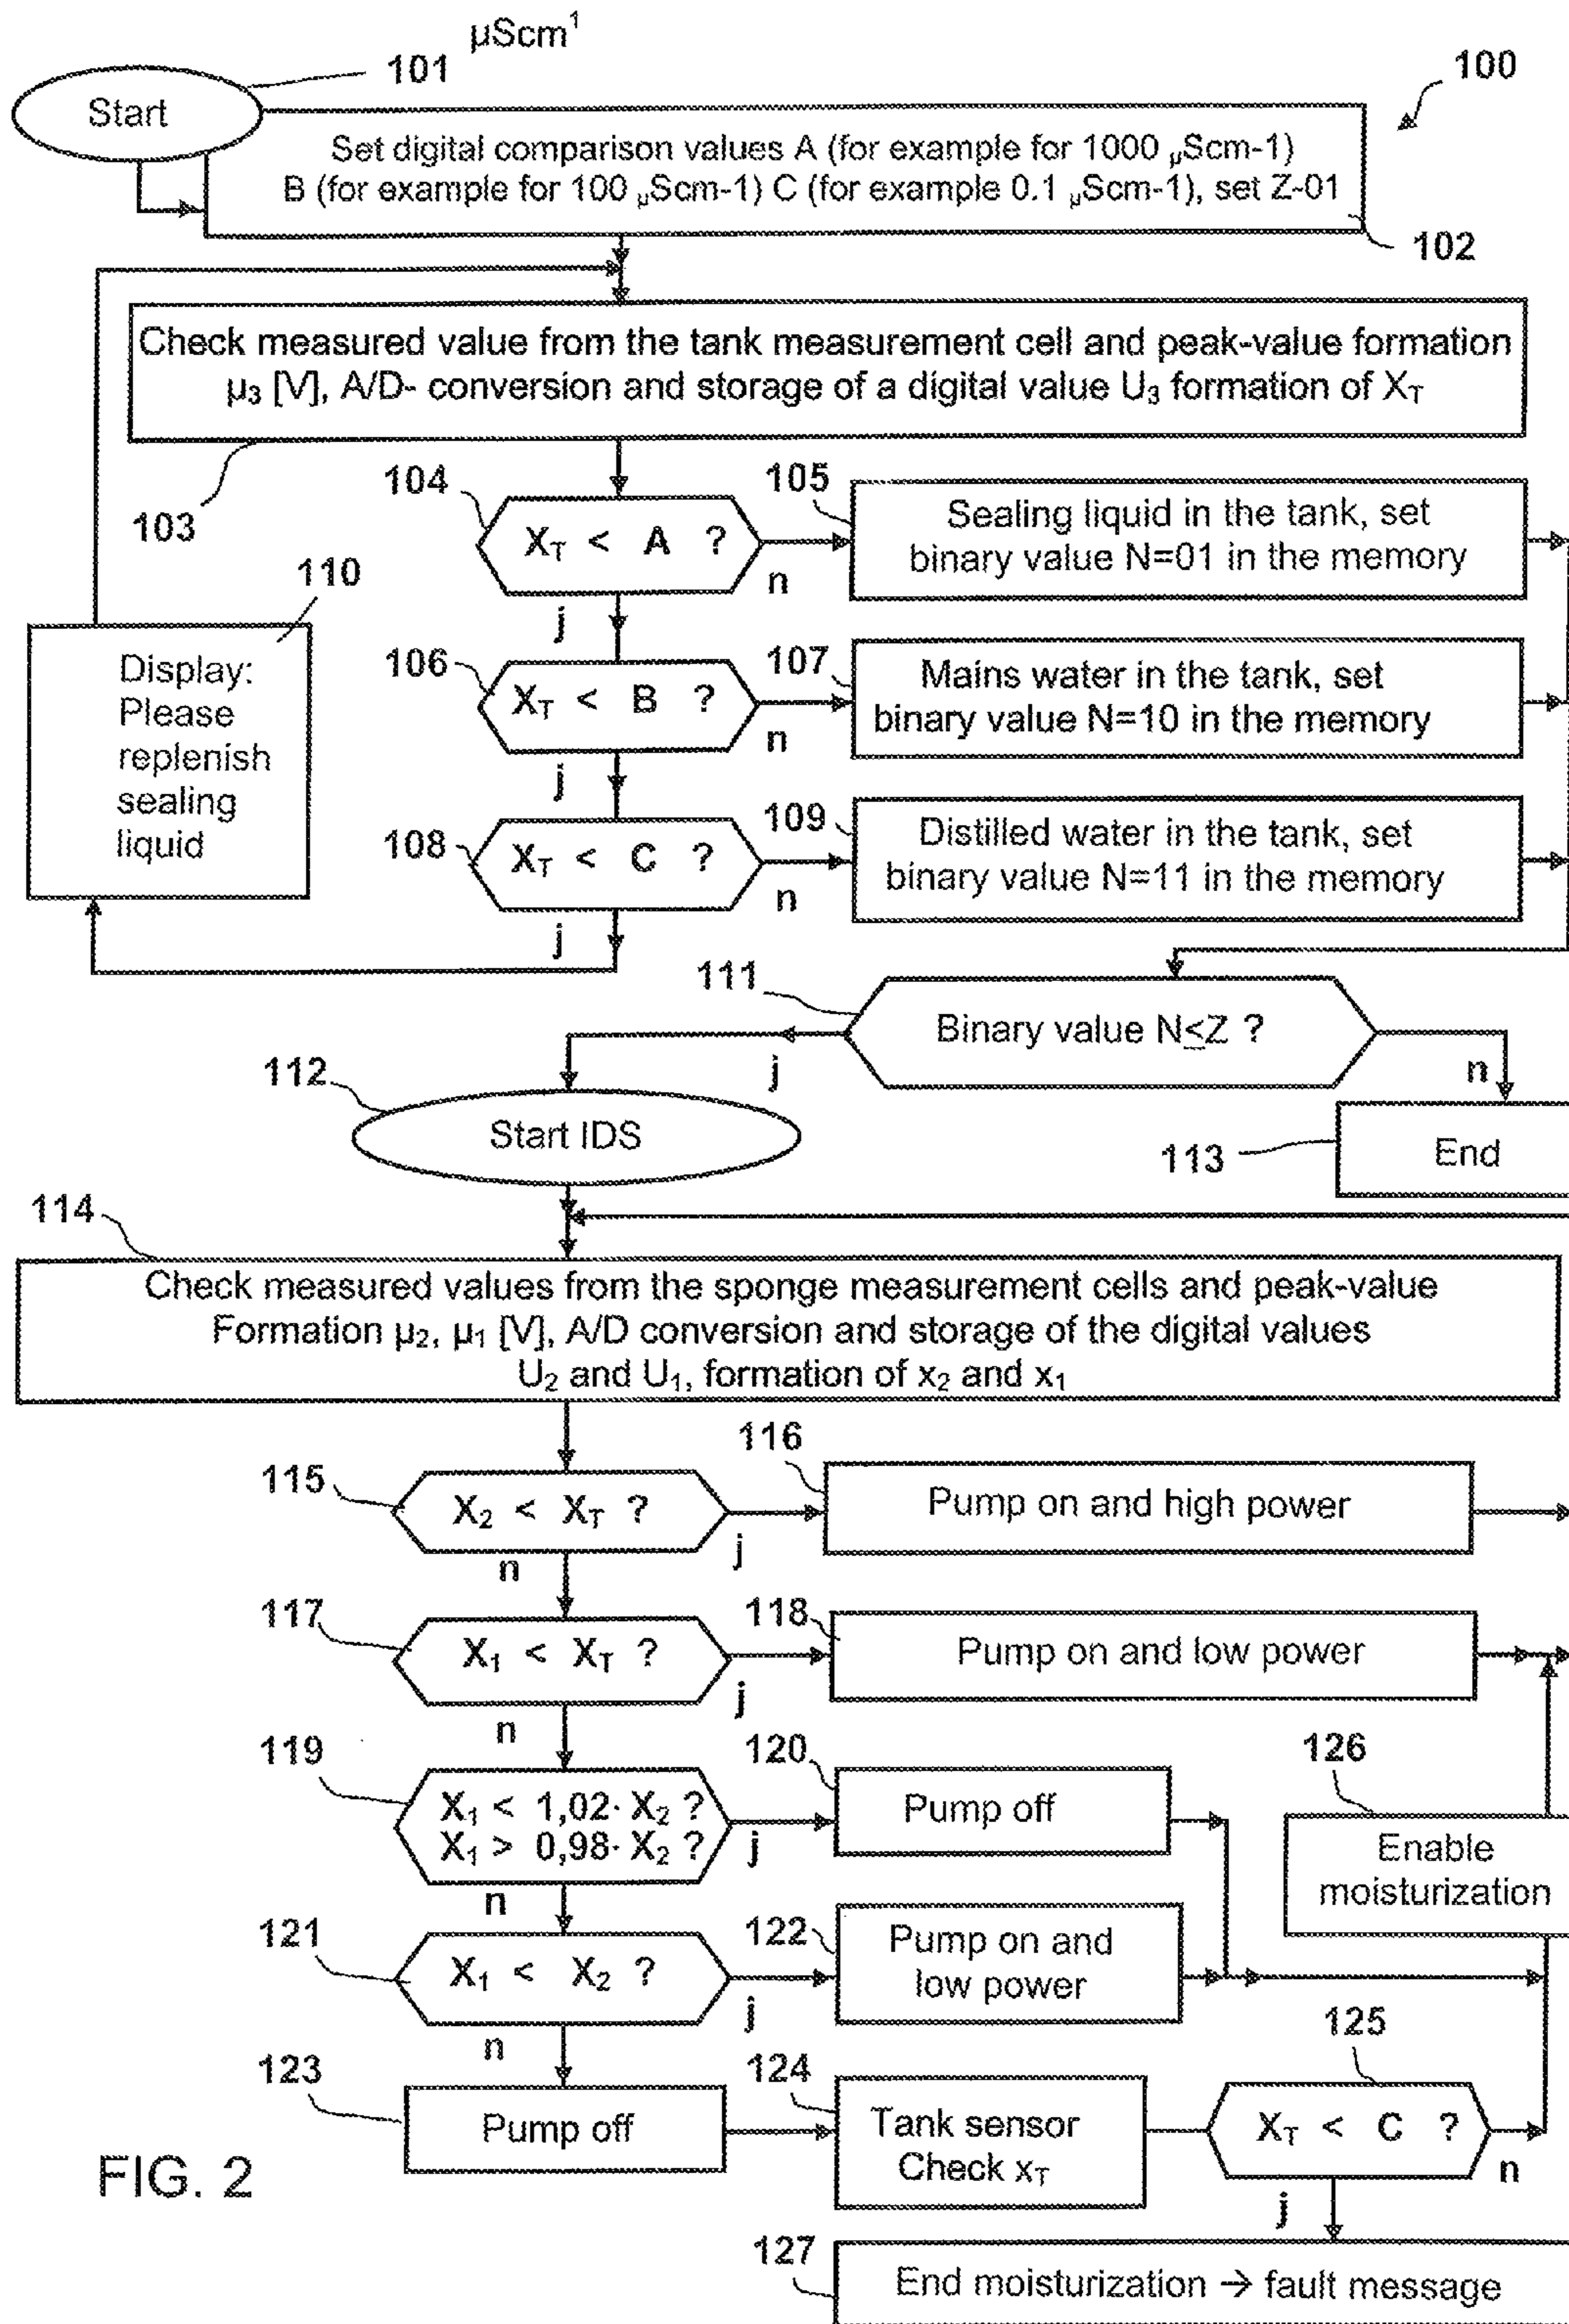 µScm¹
101
100
Start
Set digital comparison values A (for example for 1000 µScm-1)
B (for example for 100 µScm-1) C (for example 0.1 µScm-1), set Z-01
102
Check measured value from the tank measurement cell and peak-value formation
µ₃ [V], A/D- conversion and storage of a digital value U₃ formation of X_T
103
104
X_T < A ?
n
j
105
Sealing liquid in the tank, set
binary value N=01 in the memory
110
Display:
Please
replenish
sealing
liquid
106
X_T < B ?
n
j
107
Mains water in the tank, set
binary value N=10 in the memory
108
X_T < C ?
n
j
109
Distilled water in the tank, set
binary value N=11 in the memory
111
Binary value N≤Z ?
j
n
112
Start IDS
113
End
114
Check measured values from the sponge measurement cells and peak-value
Formation µ₂, µ₁ [V], A/D conversion and storage of the digital values
U₂ and U₁, formation of x₂ and x₁
115
X₂ < X_T ?
j
n
116
Pump on and high power
117
X₁ < X_T ?
j
n
118
Pump on and low power
119
X₁ < 1,02· X₂ ?
X₁ > 0,98· X₂ ?
j
n
120
Pump off
126
Enable
moisturization
121
X₁ < X₂ ?
j
n
122
Pump on and
low power
123
Pump off
124
Tank sensor
Check x_T
125
X_T < C ?
n
j
127
End moisturization → fault message
FIG. 2